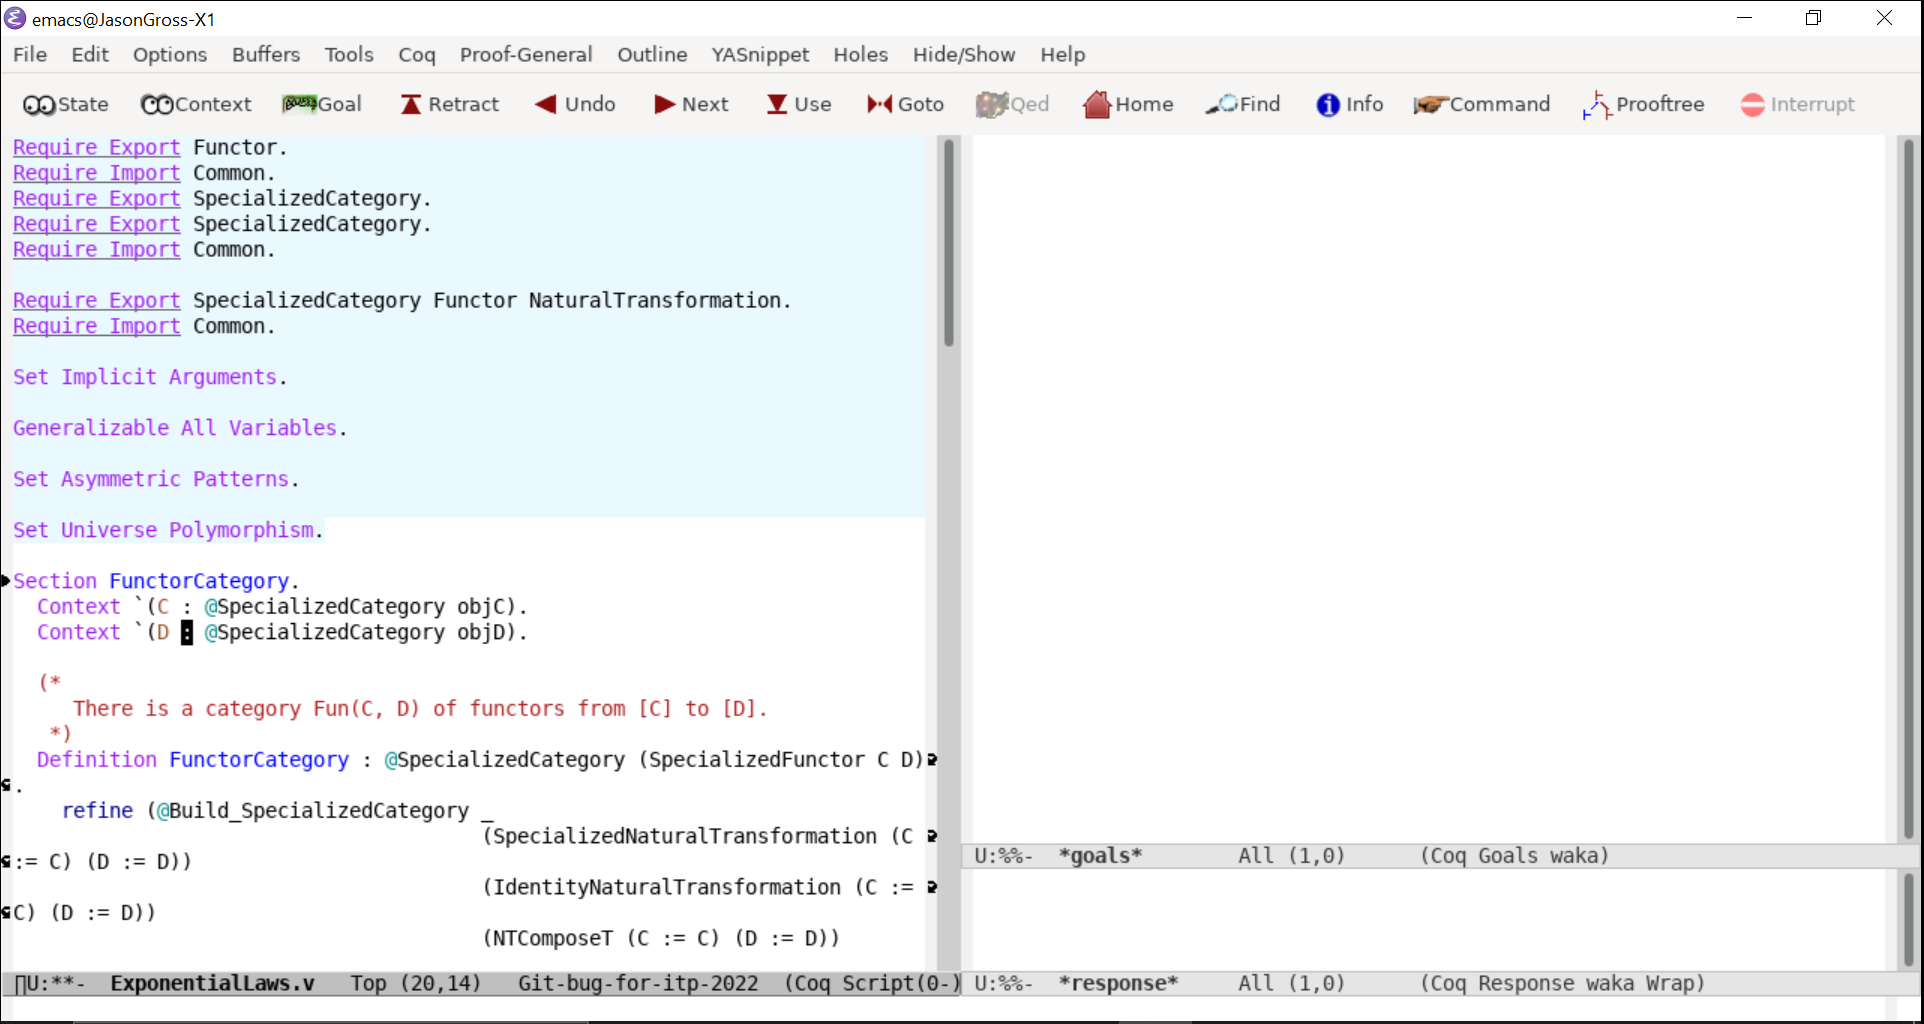 emacs@JasonGross-X1
File Edit Options Buffers Tools Coq Proof-General Outline YASnippet Holes Hide/Show Help
State Context Goal Retract Undo Next Use Goto Qed Home Find Info Command Prooftree Interrupt
Require Export Functor.
Require Import Common.
Require Export SpecializedCategory.
Require Export SpecializedCategory.
Require Import Common.
Require Export SpecializedCategory Functor NaturalTransformation.
Require Import Common.
Set Implicit Arguments.
Generalizable All Variables.
Set Asymmetric Patterns.
Set Universe Polymorphism.
Section FunctorCategory.
Context `(C : @SpecializedCategory objC).
Context `(D : @SpecializedCategory objD).
(*
There is a category Fun(C, D) of functors from [C] to [D].
*)
Definition FunctorCategory : @SpecializedCategory (SpecializedFunctor C D)
.
refine (@Build_SpecializedCategory _
(SpecializedNaturalTransformation (C
:= C) (D := D))
(IdentityNaturalTransformation (C :=
C) (D := D))
(NTComposeT (C := C) (D := D))
U:**- ExponentialLaws.v Top (20,14) Git-bug-for-itp-2022 (Coq Script(0-)
U:%%- *goals* All (1,0) (Coq Goals waka)
U:%%- *response* All (1,0) (Coq Response waka Wrap)